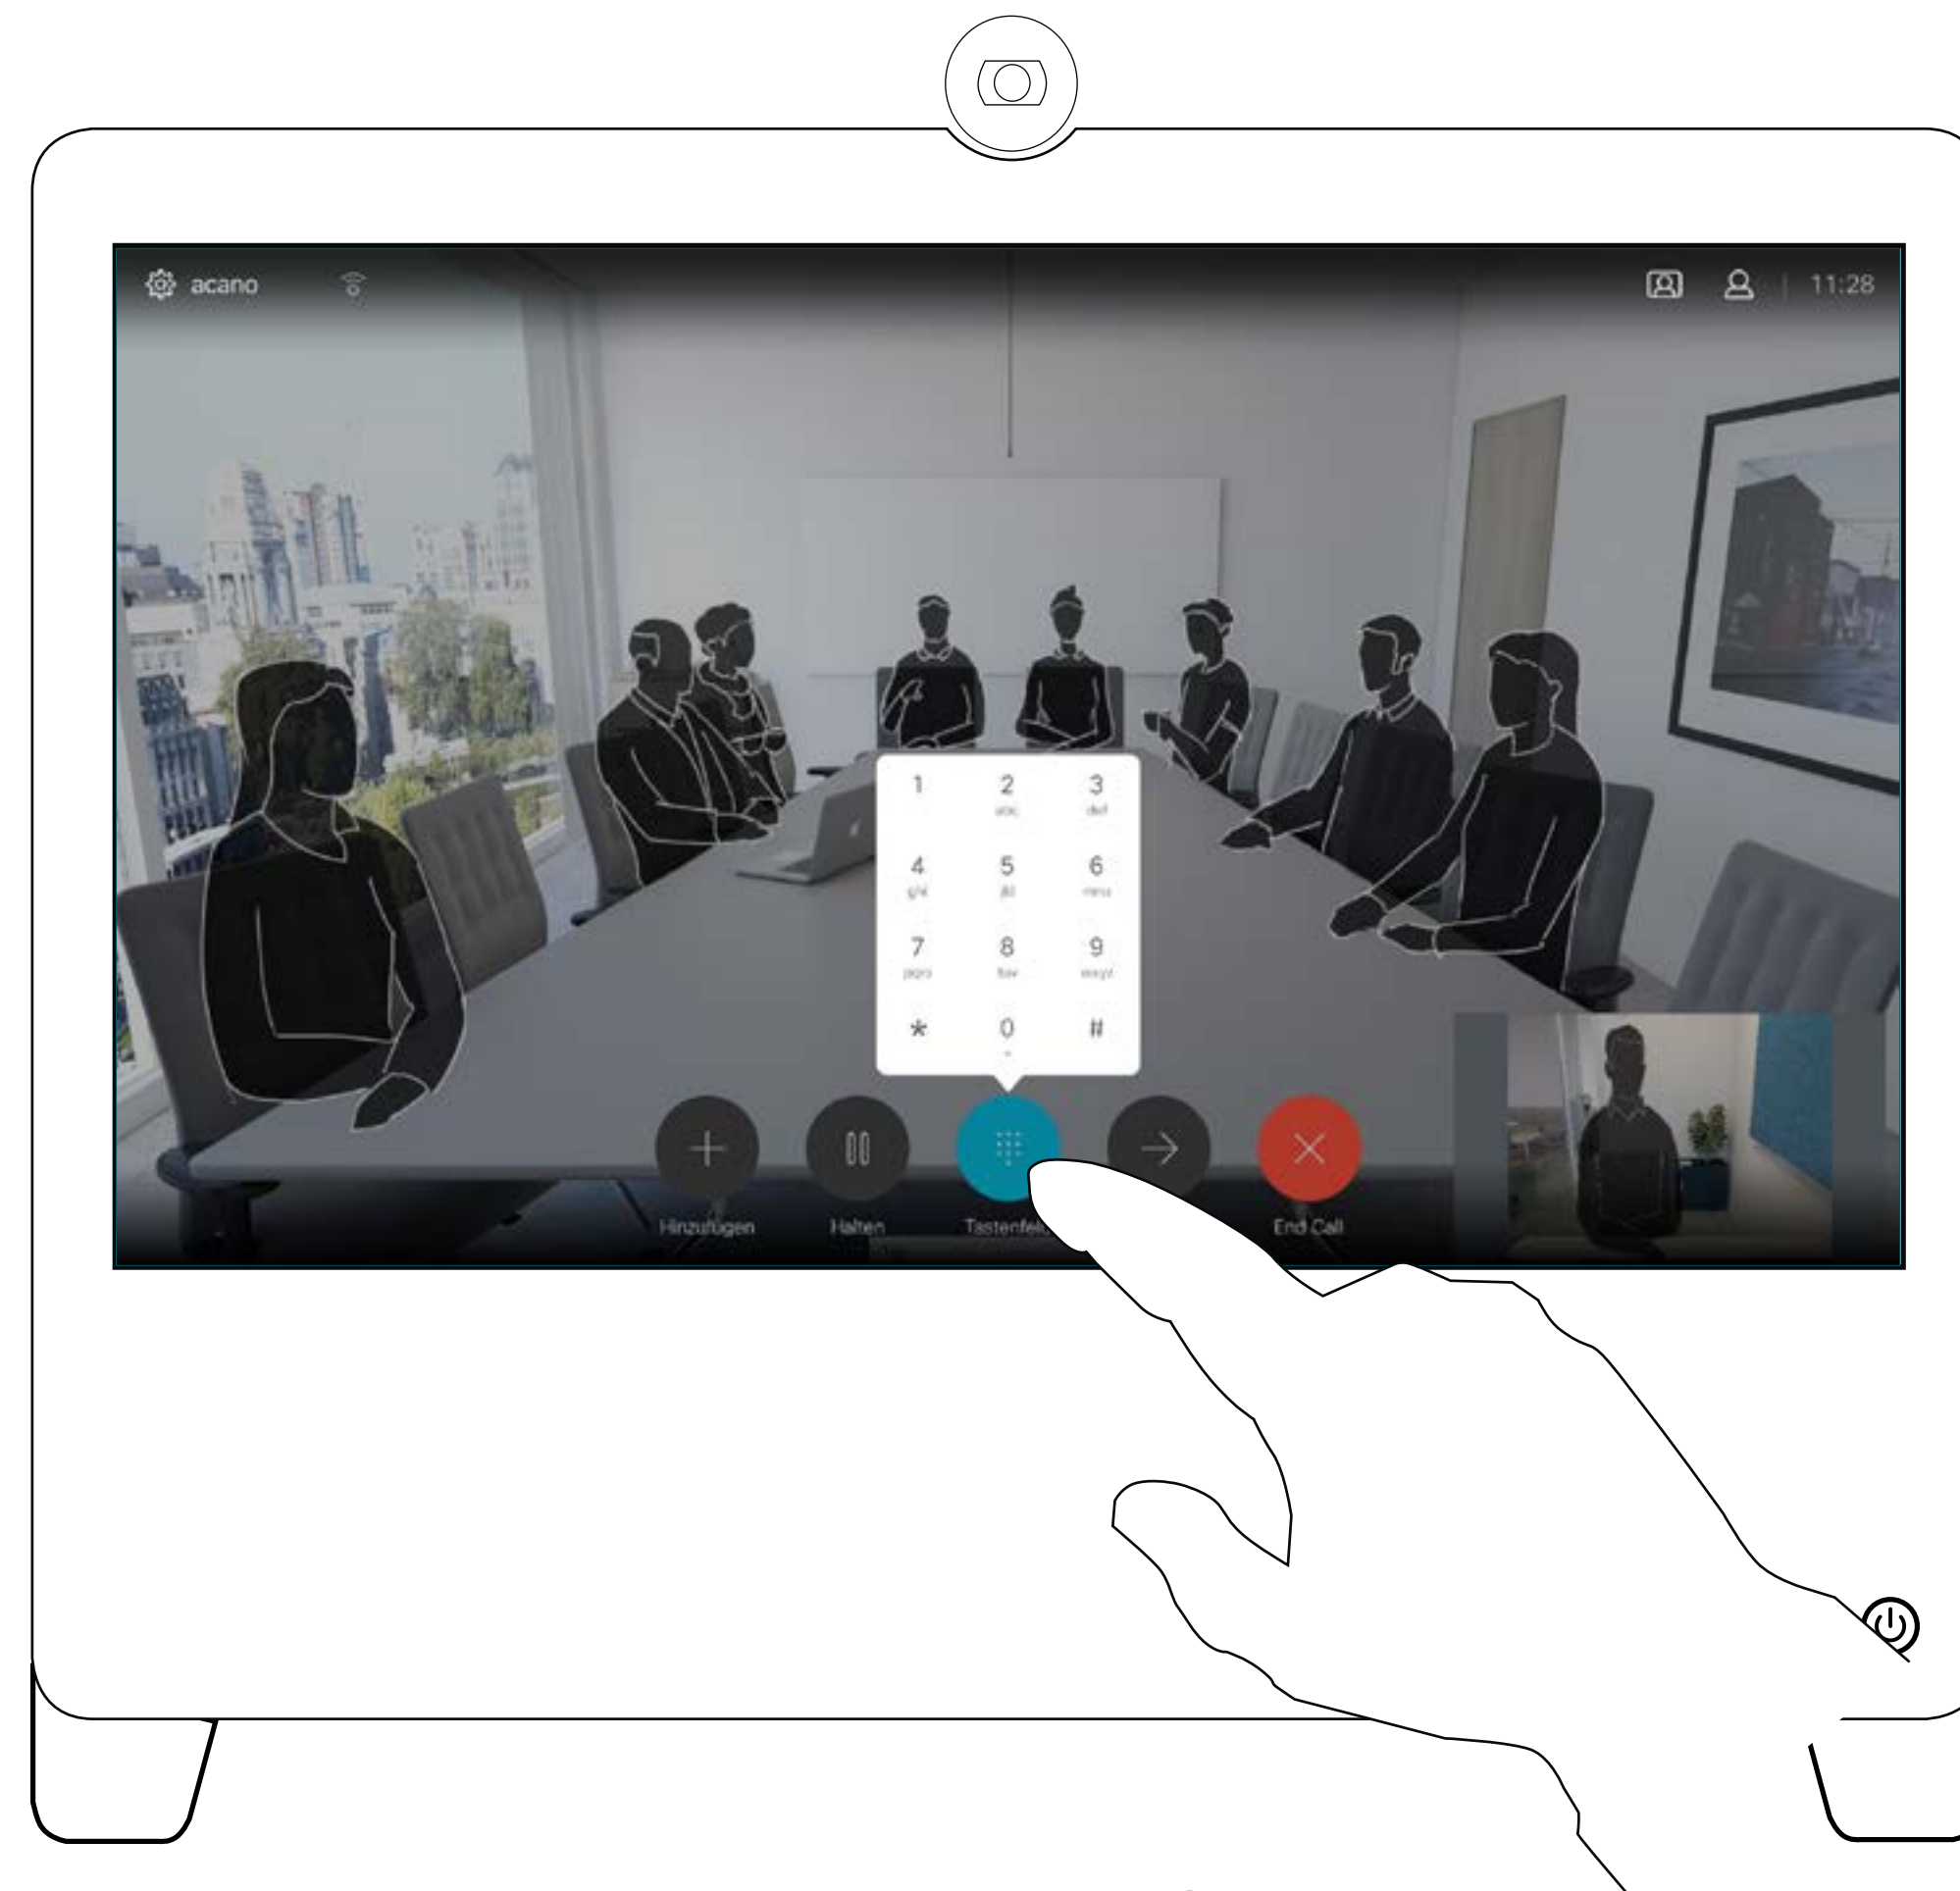 acano
11:28
1 2 3
abc def
4 5 6
ghi jkl mno
7 8 9
pqrs tuv wxyz
* 0 #
+
Hinzufügen Halten Tastenfeld End Call